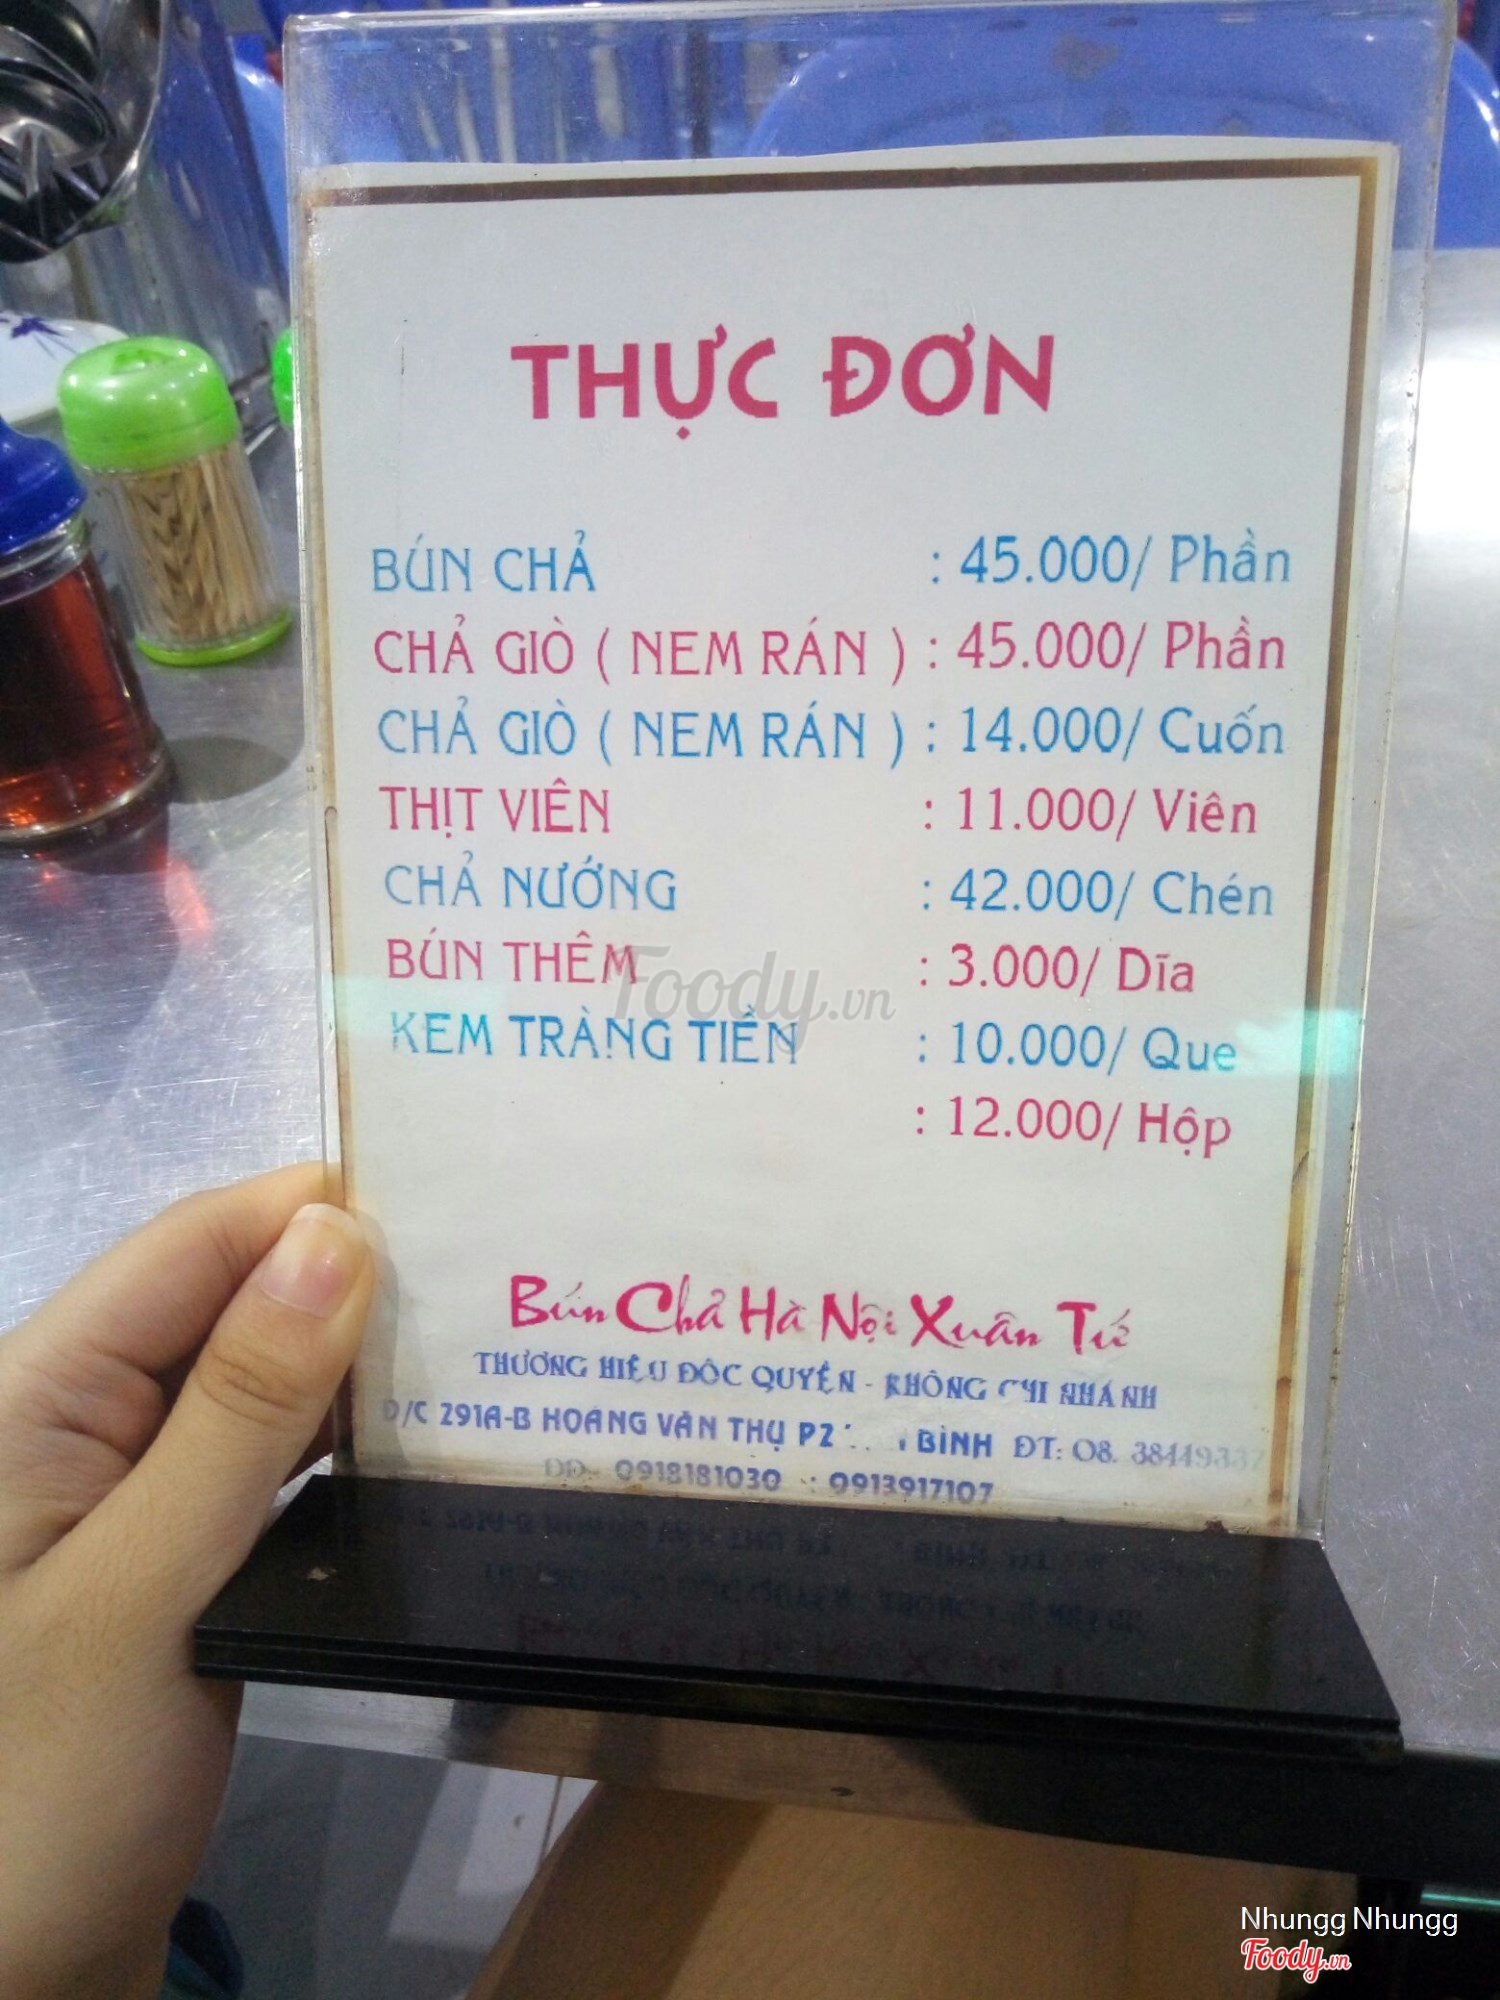 THỰC ĐƠN
BÚN CHẢ : 45.000/ Phần
CHẢ GIÒ ( NEM RÁN ) : 45.000/ Phần
CHẢ GIÒ ( NEM RÁN ) : 14.000/ Cuốn
THỊT VIÊN : 11.000/ Viên
CHẢ NƯỚNG : 42.000/ Chén
BÚN THÊM : 3.000/ Dĩa
KEM TRÀNG TIỀN : 10.000/ Que
: 12.000/ Hộp
Foody.vn
Bún Chả Hà Nội Xuân Tứ
THƯƠNG HIỆU ĐỘC QUYỀN - KHÔNG CHI NHÁNH
Đ/C 291A-B HOÀNG VĂN THỤ P2 BÌNH ĐT: 08.
DĐ: 0918181030 : 0913917107
Nhungg Nhungg
Foody.vn